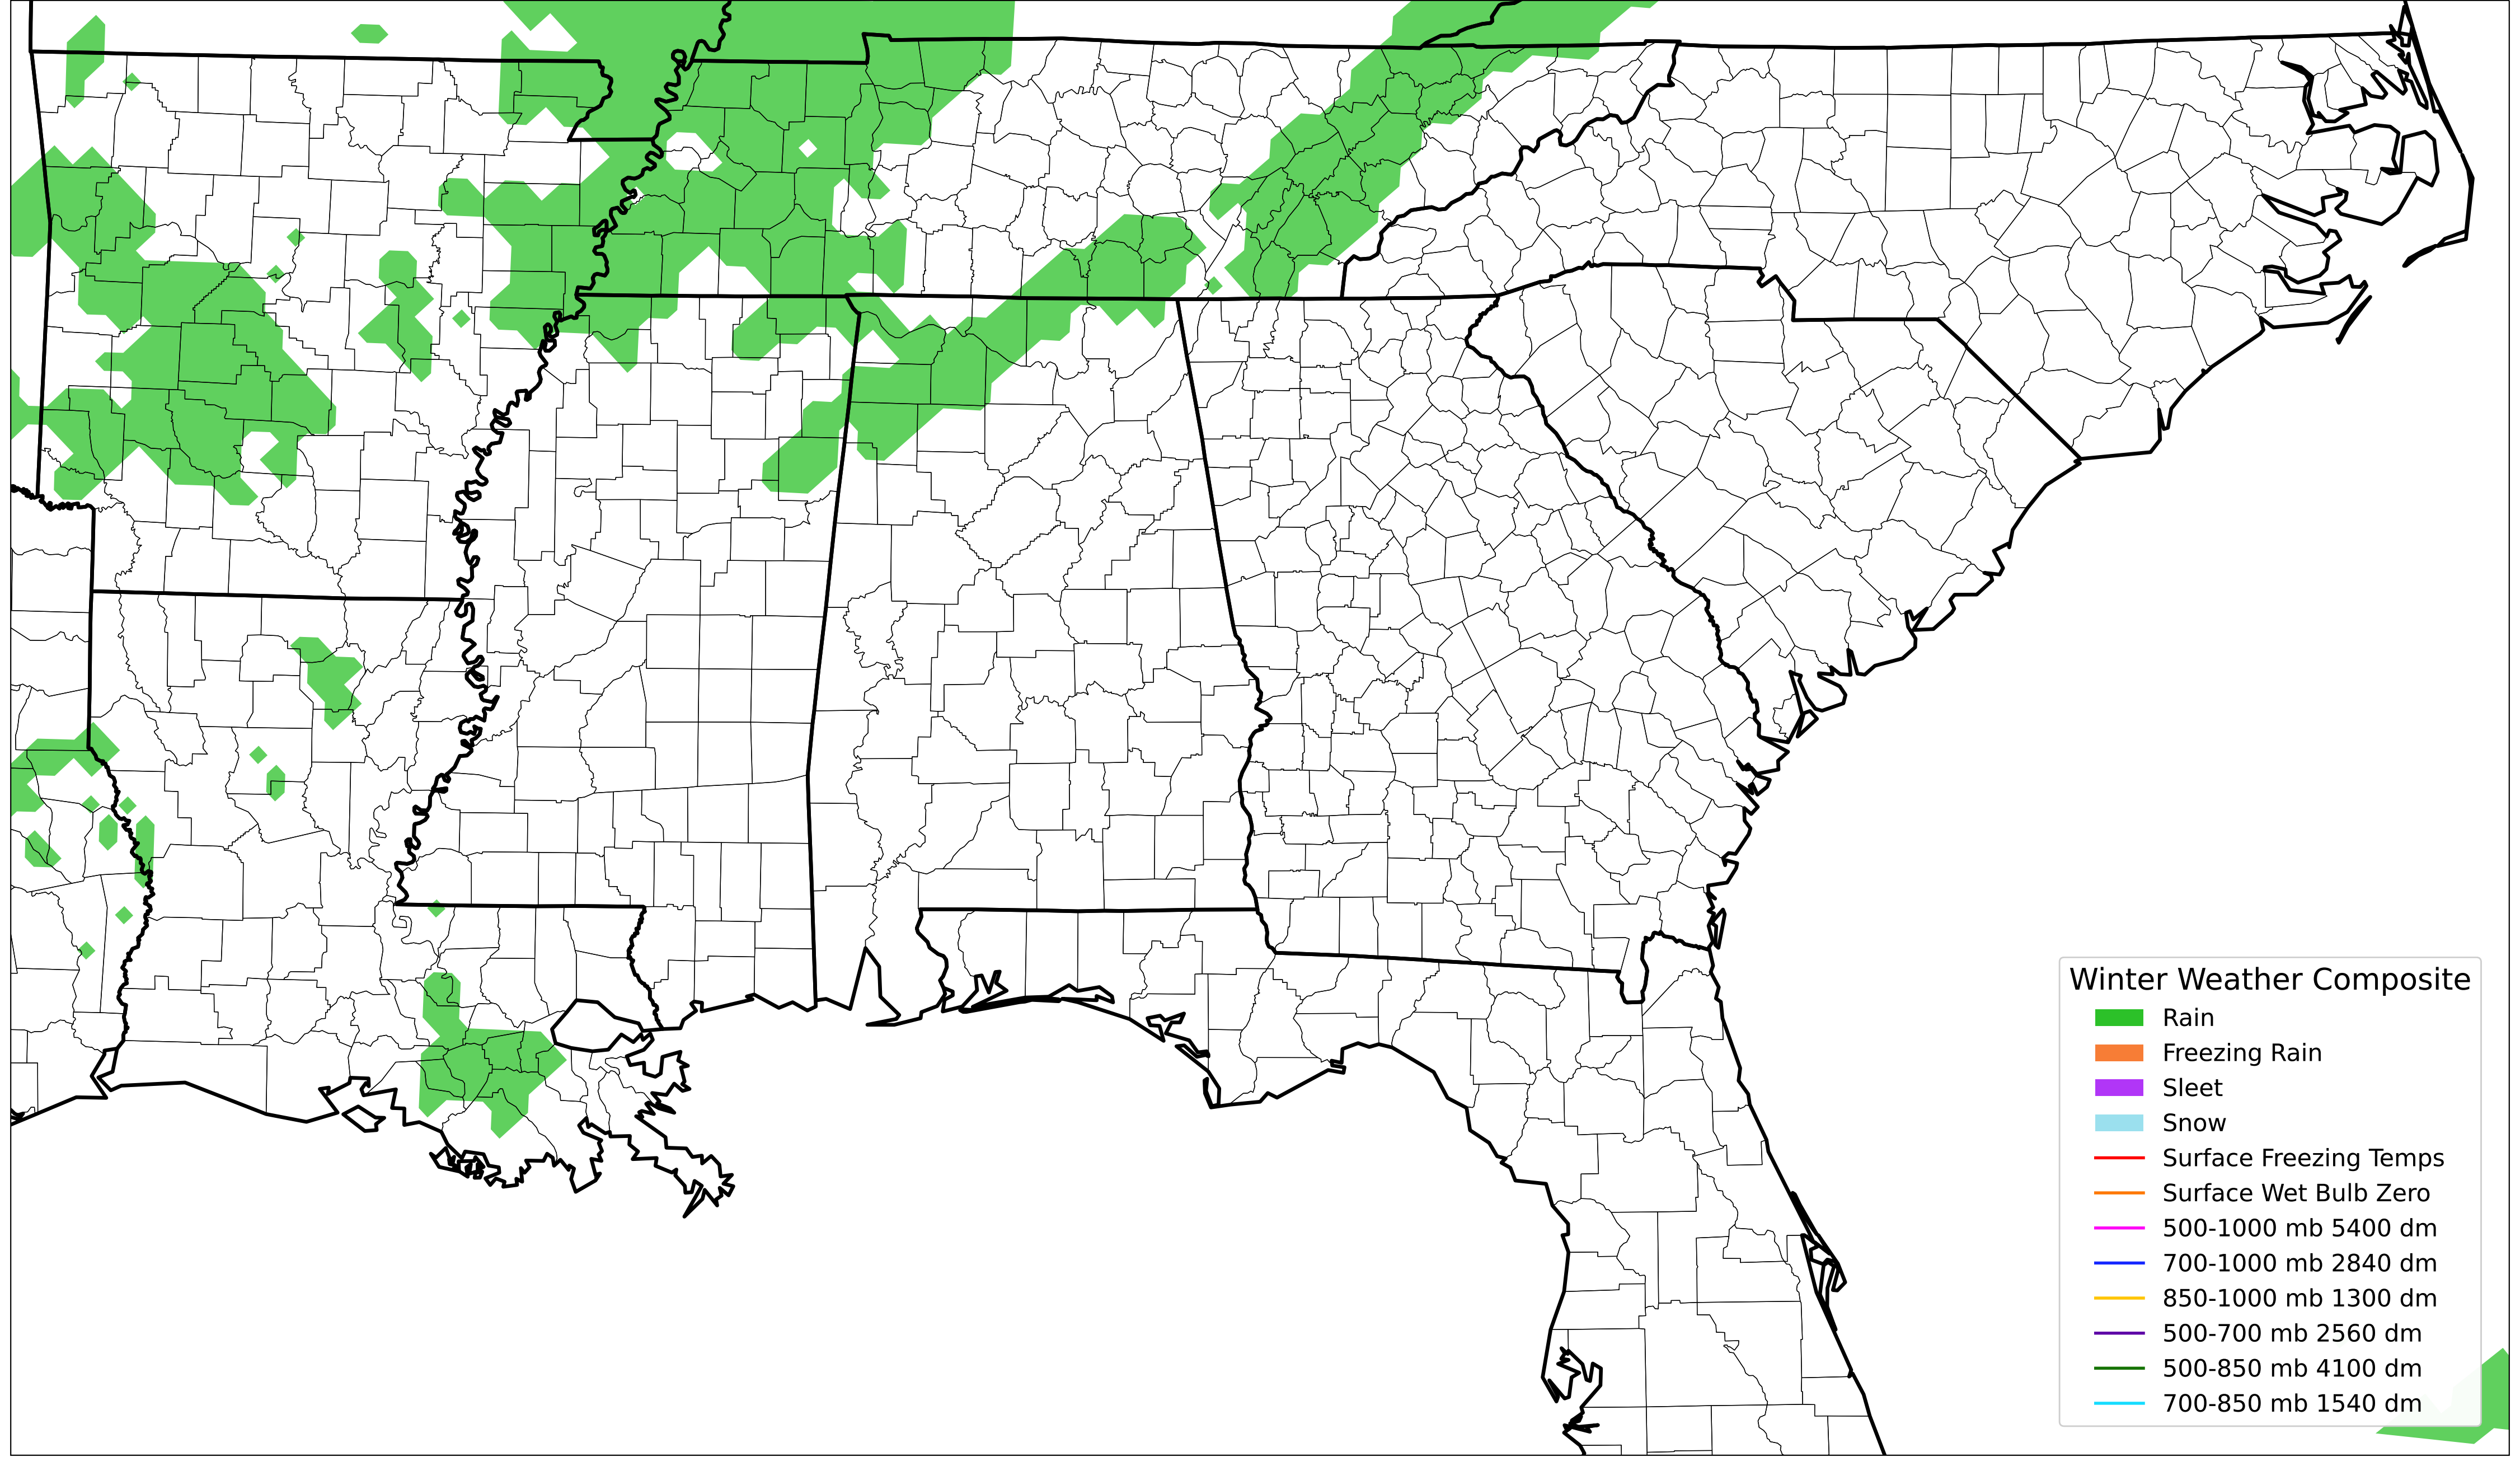 Winter Weather Composite
Rain
Freezing Rain
Sleet
Snow
Surface Freezing Temps
Surface Wet Bulb Zero
500-1000 mb 5400 dm
700-1000 mb 2840 dm
850-1000 mb 1300 dm
500-700 mb 2560 dm
500-850 mb 4100 dm
700-850 mb 1540 dm